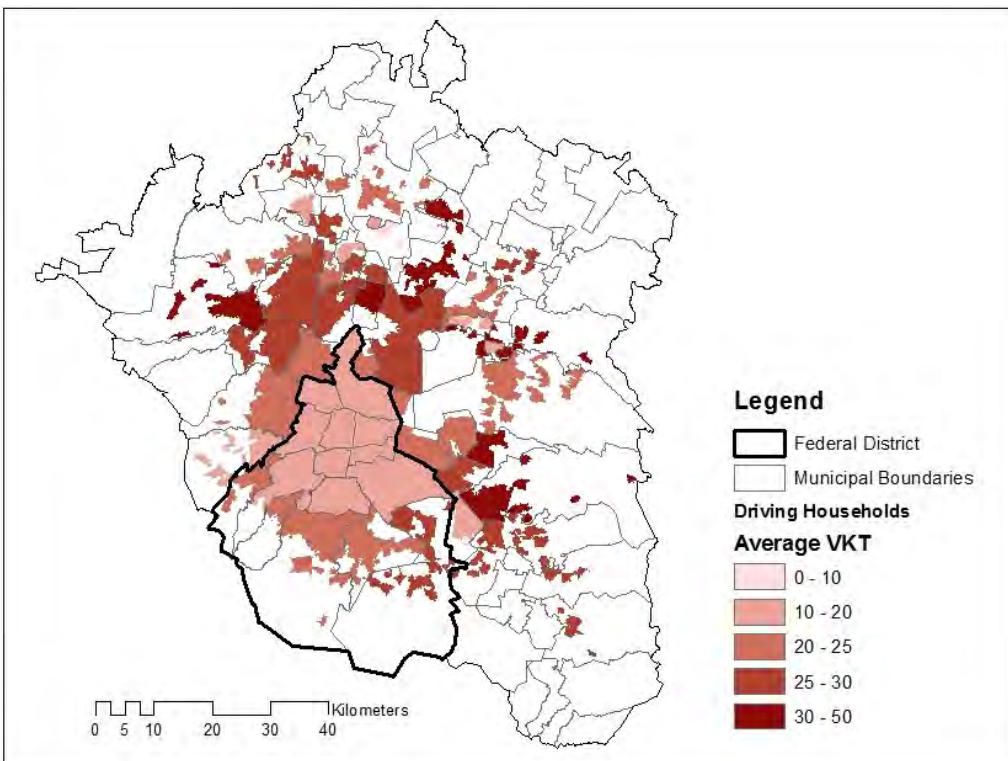 Legend
Federal District
Municipal Boundaries
Driving Households
Average VKT
0 - 10
10 - 20
20 - 25
25 - 30
30 - 50
Kilometers
0 5 10 20 30 40